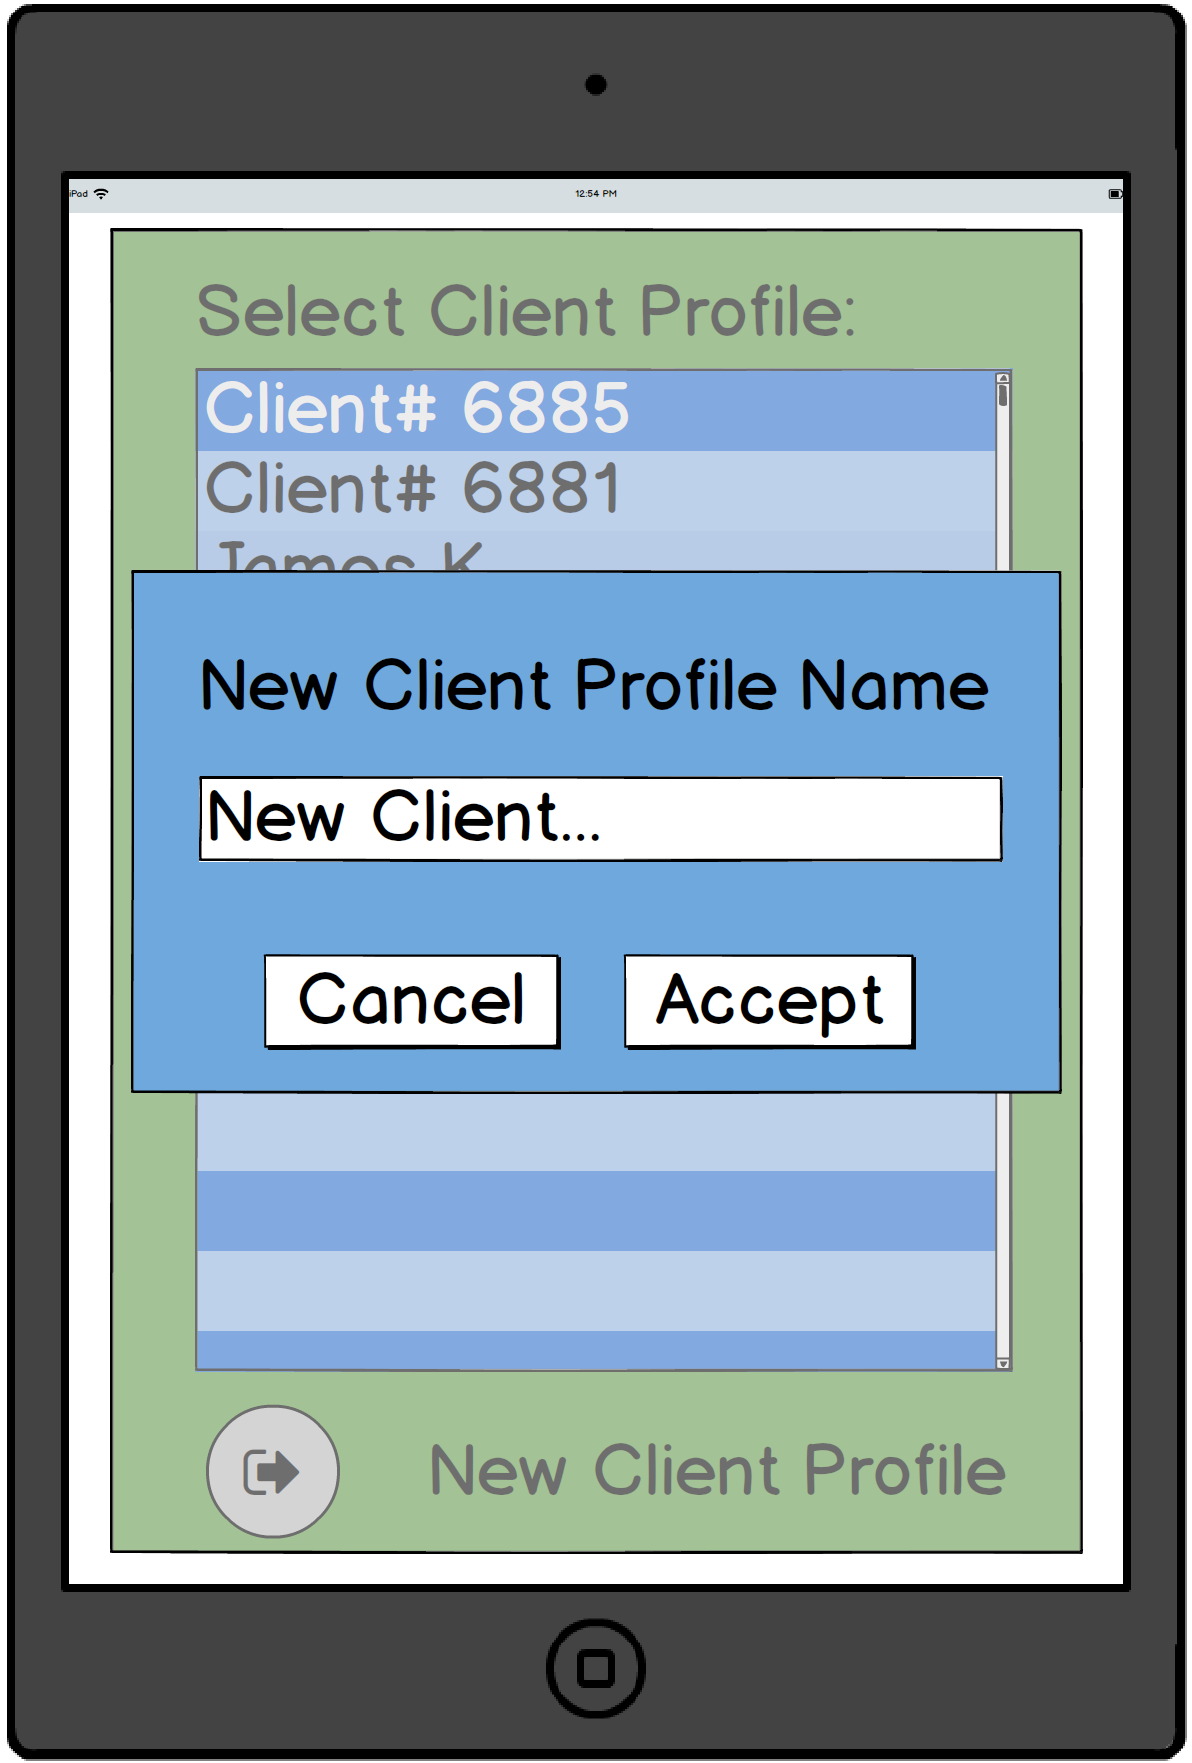 iPad
12:54 PM
Select Client Profile:
Client# 6885
Client# 6881
James K
New Client Profile Name
New Client...
Cancel
Accept
New Client Profile